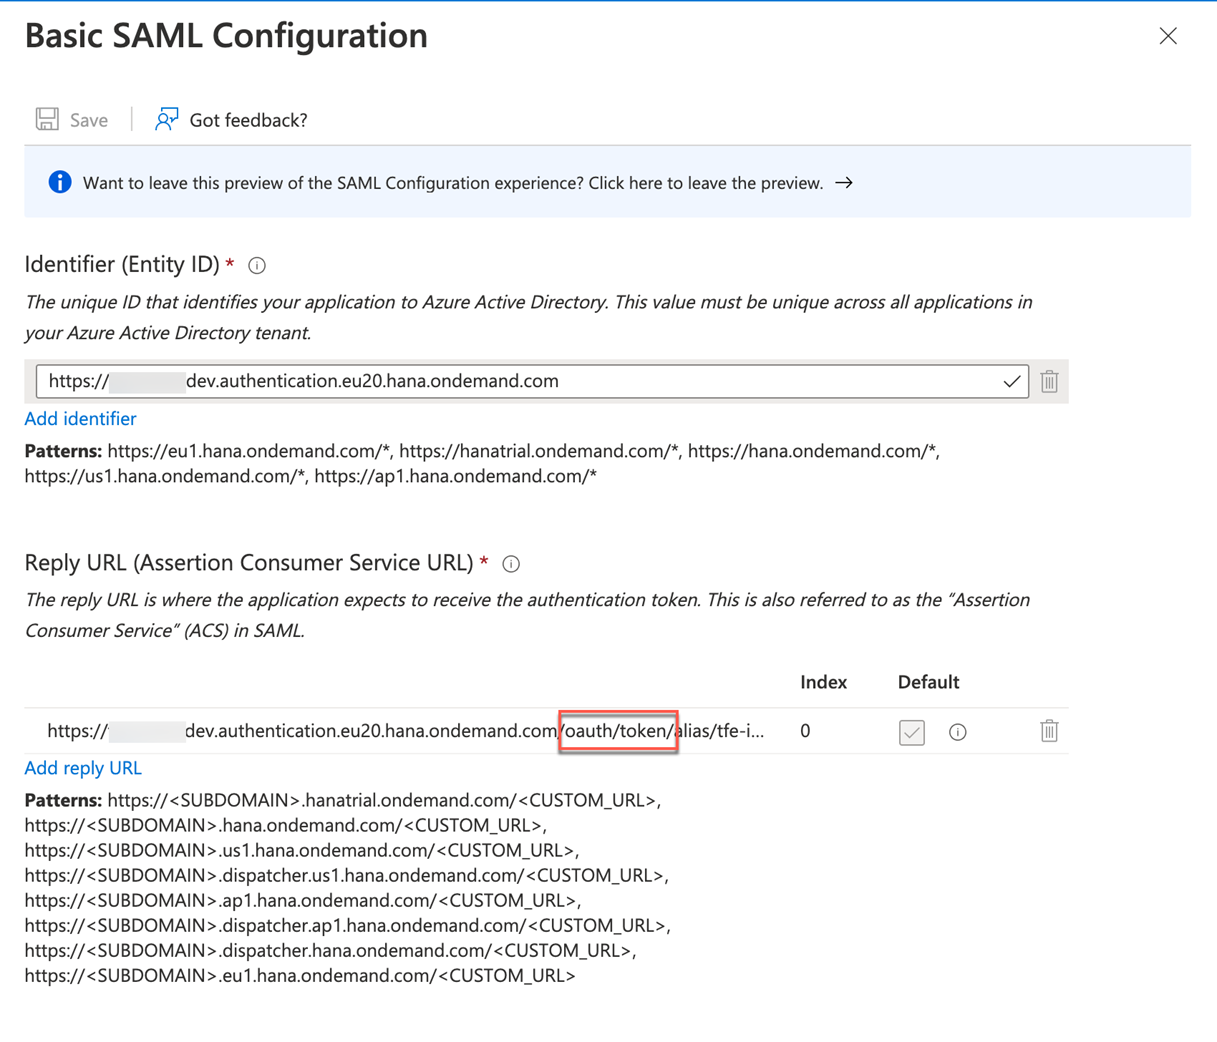 Basic SAML Configuration
Save
Got feedback?
Want to leave this preview of the SAML Configuration experience? Click here to leave the preview. →
Identifier (Entity ID) *
The unique ID that identifies your application to Azure Active Directory. This value must be unique across all applications in
your Azure Active Directory tenant.
https:// dev.authentication.eu20.hana.ondemand.com
Add identifier
Patterns: https://eu1.hana.ondemand.com/*, https://hanatrial.ondemand.com/*, https://hana.ondemand.com/*,
https://us1.hana.ondemand.com/*, https://ap1.hana.ondemand.com/*
Reply URL (Assertion Consumer Service URL) *
The reply URL is where the application expects to receive the authentication token. This is also referred to as the “Assertion
Consumer Service” (ACS) in SAML.
Index Default
https:// dev.authentication.eu20.hana.ondemand.com/oauth/token/alias/tfe-i... 0
Add reply URL
Patterns: https://<SUBDOMAIN>.hanatrial.ondemand.com/<CUSTOM_URL>,
https://<SUBDOMAIN>.hana.ondemand.com/<CUSTOM_URL>,
https://<SUBDOMAIN>.us1.hana.ondemand.com/<CUSTOM_URL>,
https://<SUBDOMAIN>.dispatcher.us1.hana.ondemand.com/<CUSTOM_URL>,
https://<SUBDOMAIN>.ap1.hana.ondemand.com/<CUSTOM_URL>,
https://<SUBDOMAIN>.dispatcher.ap1.hana.ondemand.com/<CUSTOM_URL>,
https://<SUBDOMAIN>.dispatcher.hana.ondemand.com/<CUSTOM_URL>,
https://<SUBDOMAIN>.eu1.hana.ondemand.com/<CUSTOM_URL>